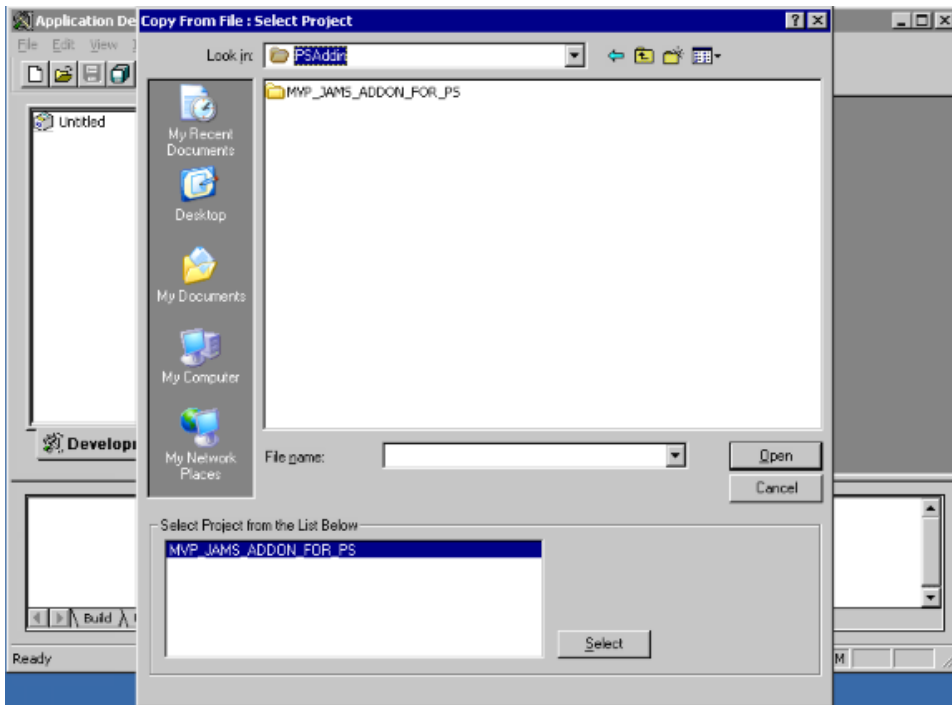 Application De
Copy From File : Select Project
File Edit View
Look in:
PSAddin
MVP_JAMS_ADDON_FOR_PS
Untitled
My Recent
Documents
Desktop
My Documents
My Computer
My Network
Places
Develop
File name:
Open
Cancel
Select Project from the List Below
MVP_JAMS_ADDON_FOR_PS
Build
Select
Ready
M